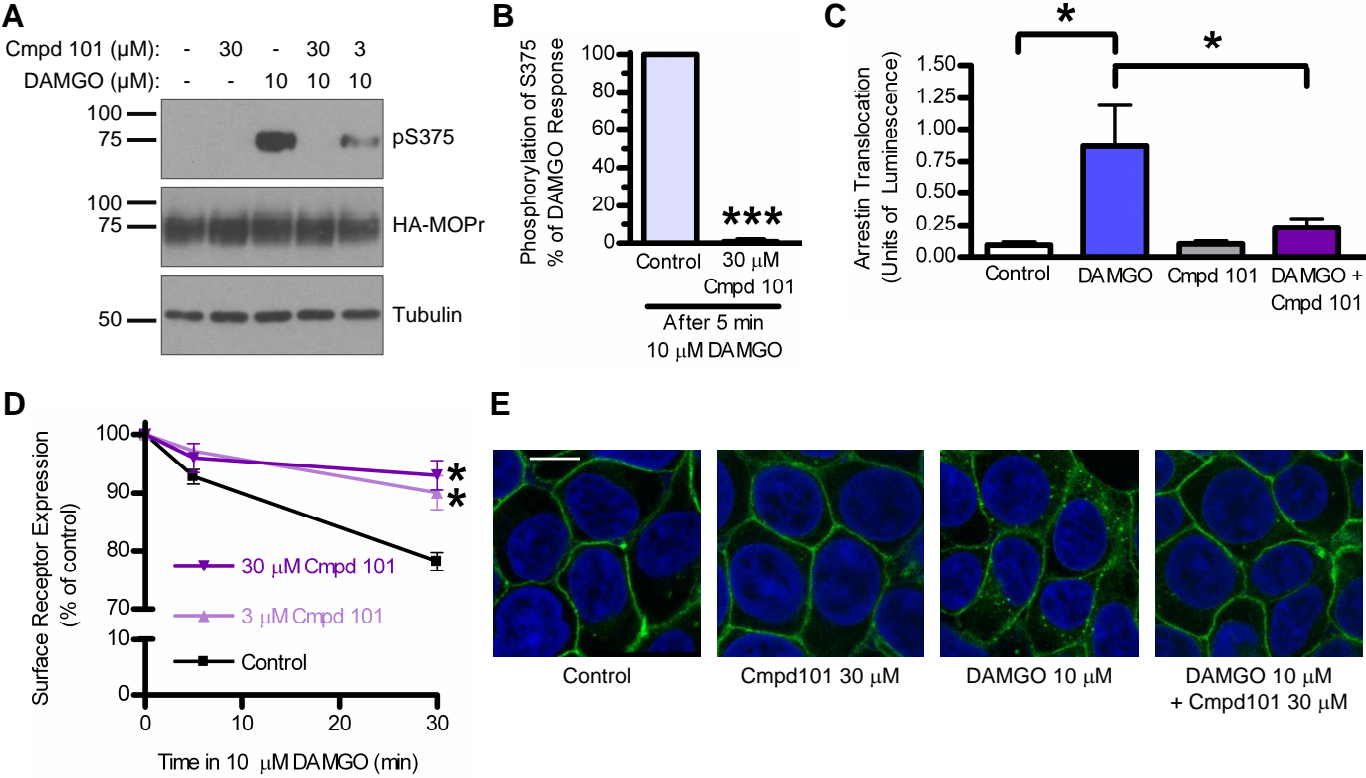 A
Cmpd 101 (μM): - 30 - 30 3
DAMGO (μM): - - 10 10 10
100
75
pS375
100
75
HA-MOPr
50
Tubulin
B
Phosphorylation of S375
% of DAMGO Response
100
80
60
40
20
0
***
Control
30 μM
Cmpd 101
After 5 min
10 μM DAMGO
C
Arrestin Translocation
(Units of Luminescence)
1.50
1.25
1.00
0.75
0.50
0.25
0.00
*
*
Control
DAMGO
Cmpd 101
DAMGO +
Cmpd 101
D
Surface Receptor Expression
(% of control)
100
90
80
70
10
0
*
*
30 μM Cmpd 101
3 μM Cmpd 101
Control
0 10 20 30
Time in 10 μM DAMGO (min)
E
Control
Cmpd101 30 μM
DAMGO 10 μM
DAMGO 10 μM
+ Cmpd101 30 μM